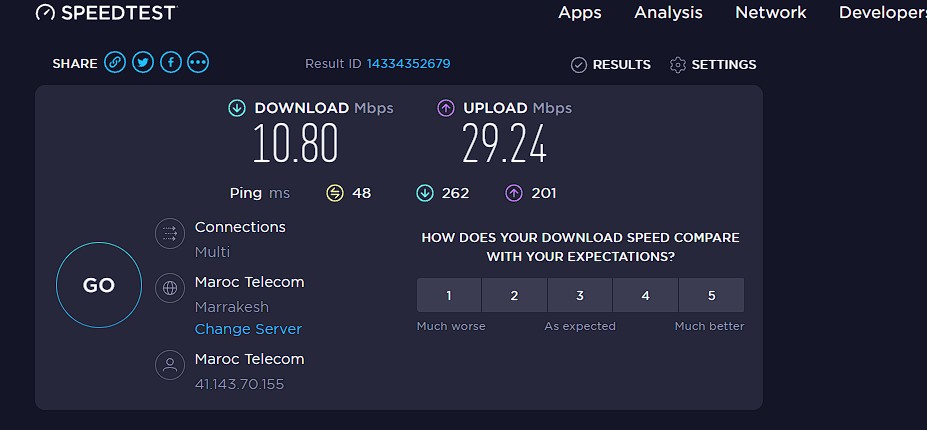 SPEEDTEST
Apps Analysis Network Developers
SHARE
Result ID 14334352679
RESULTS SETTINGS
DOWNLOAD Mbps
10.80
UPLOAD Mbps
29.24
Ping ms 48 262 201
GO
Connections
Multi
Maroc Telecom
Marrakesh
Change Server
Maroc Telecom
41.143.70.155
HOW DOES YOUR DOWNLOAD SPEED COMPARE
WITH YOUR EXPECTATIONS?
1 2 3 4 5
Much worse As expected Much better